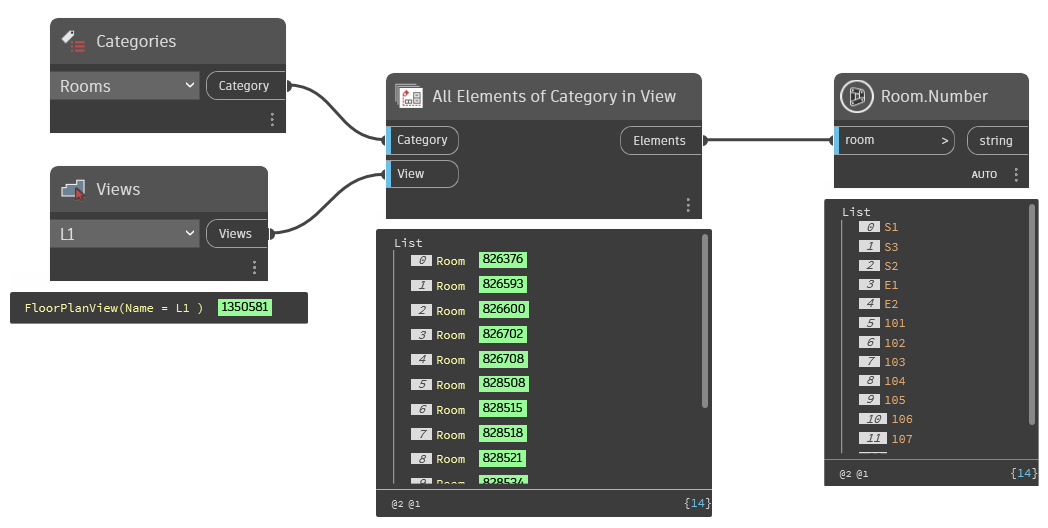 Categories
Rooms
Category
Views
L1
Views
FloorPlanView(Name = L1 ) 1350581
All Elements of Category in View
Category
Elements
View
List
0 Room 826376
1 Room 826593
2 Room 826600
3 Room 826702
4 Room 826708
5 Room 828508
6 Room 828515
7 Room 828518
8 Room 828521
9 Room 828534
@2 @1 {14}
Room.Number
room > string
AUTO
List
0 S1
1 S3
2 S2
3 E1
4 E2
5 101
6 102
7 103
8 104
9 105
10 106
11 107
@2 @1 {14}